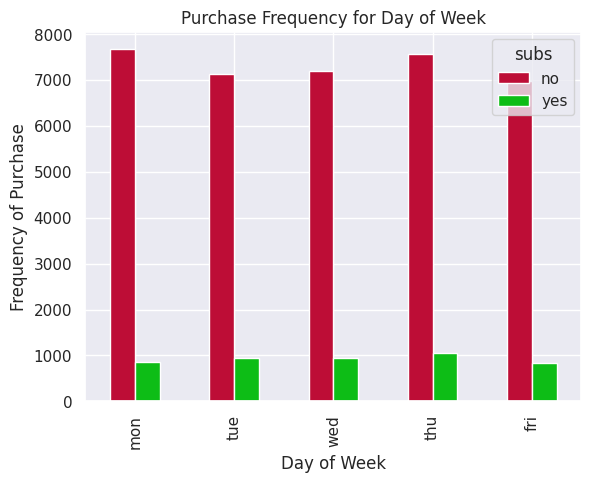 Purchase Frequency for Day of Week
8000
7000
6000
5000
4000
3000
2000
1000
0
Frequency of Purchase
subs
no
yes
mon
tue
wed
thu
fri
Day of Week